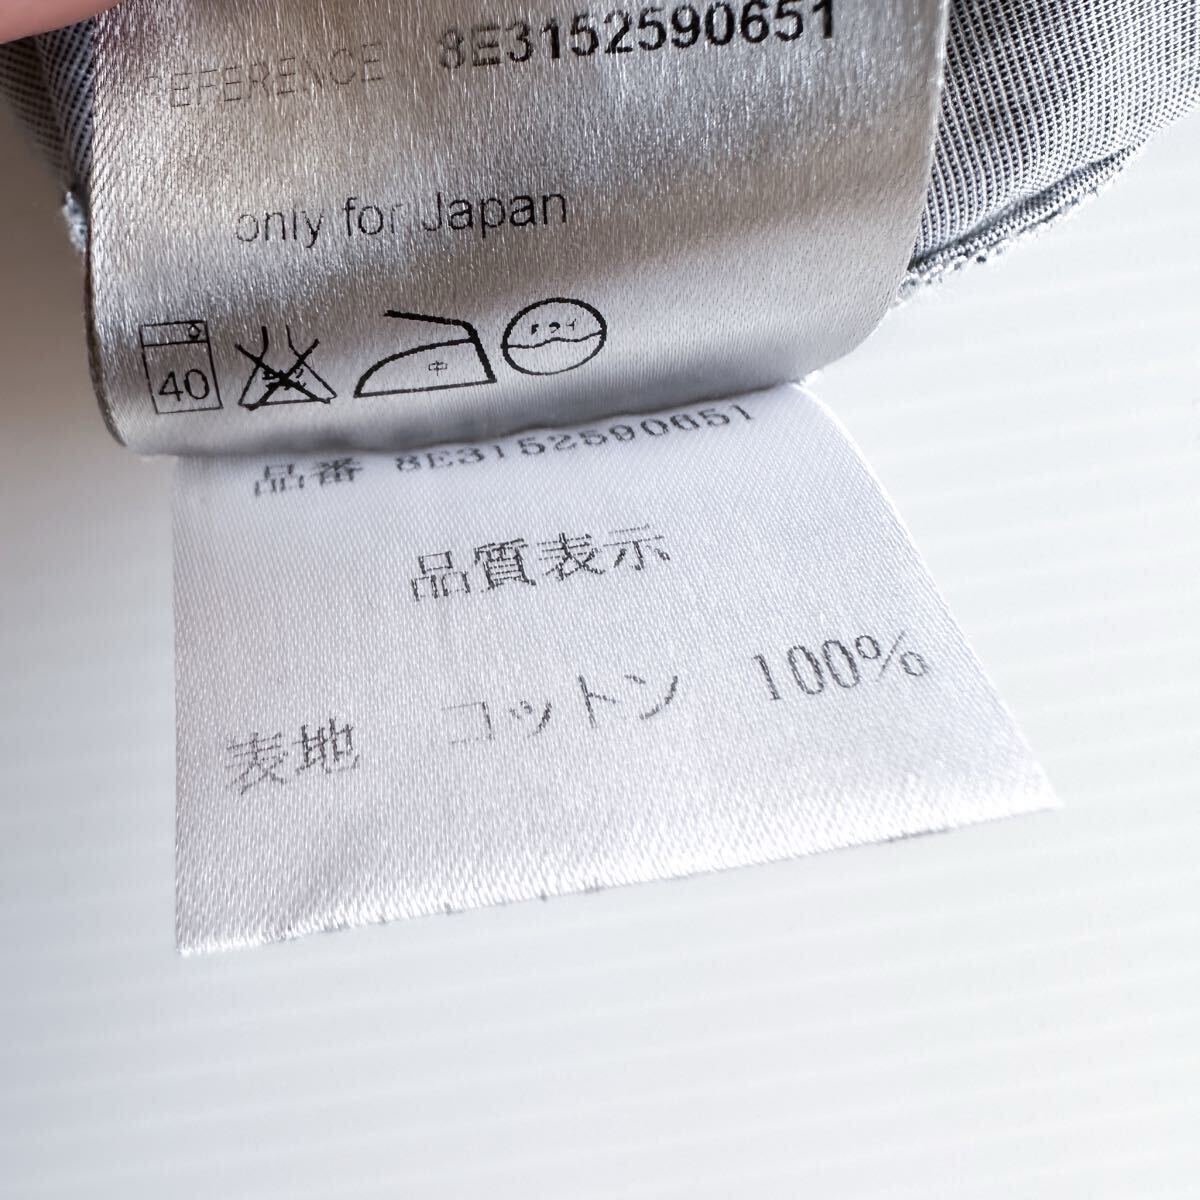 REFERENCE 8E3152590651
only for Japan
40 中 ドライ
品番 8E3152590651
品質表示
表地 コットン 100%